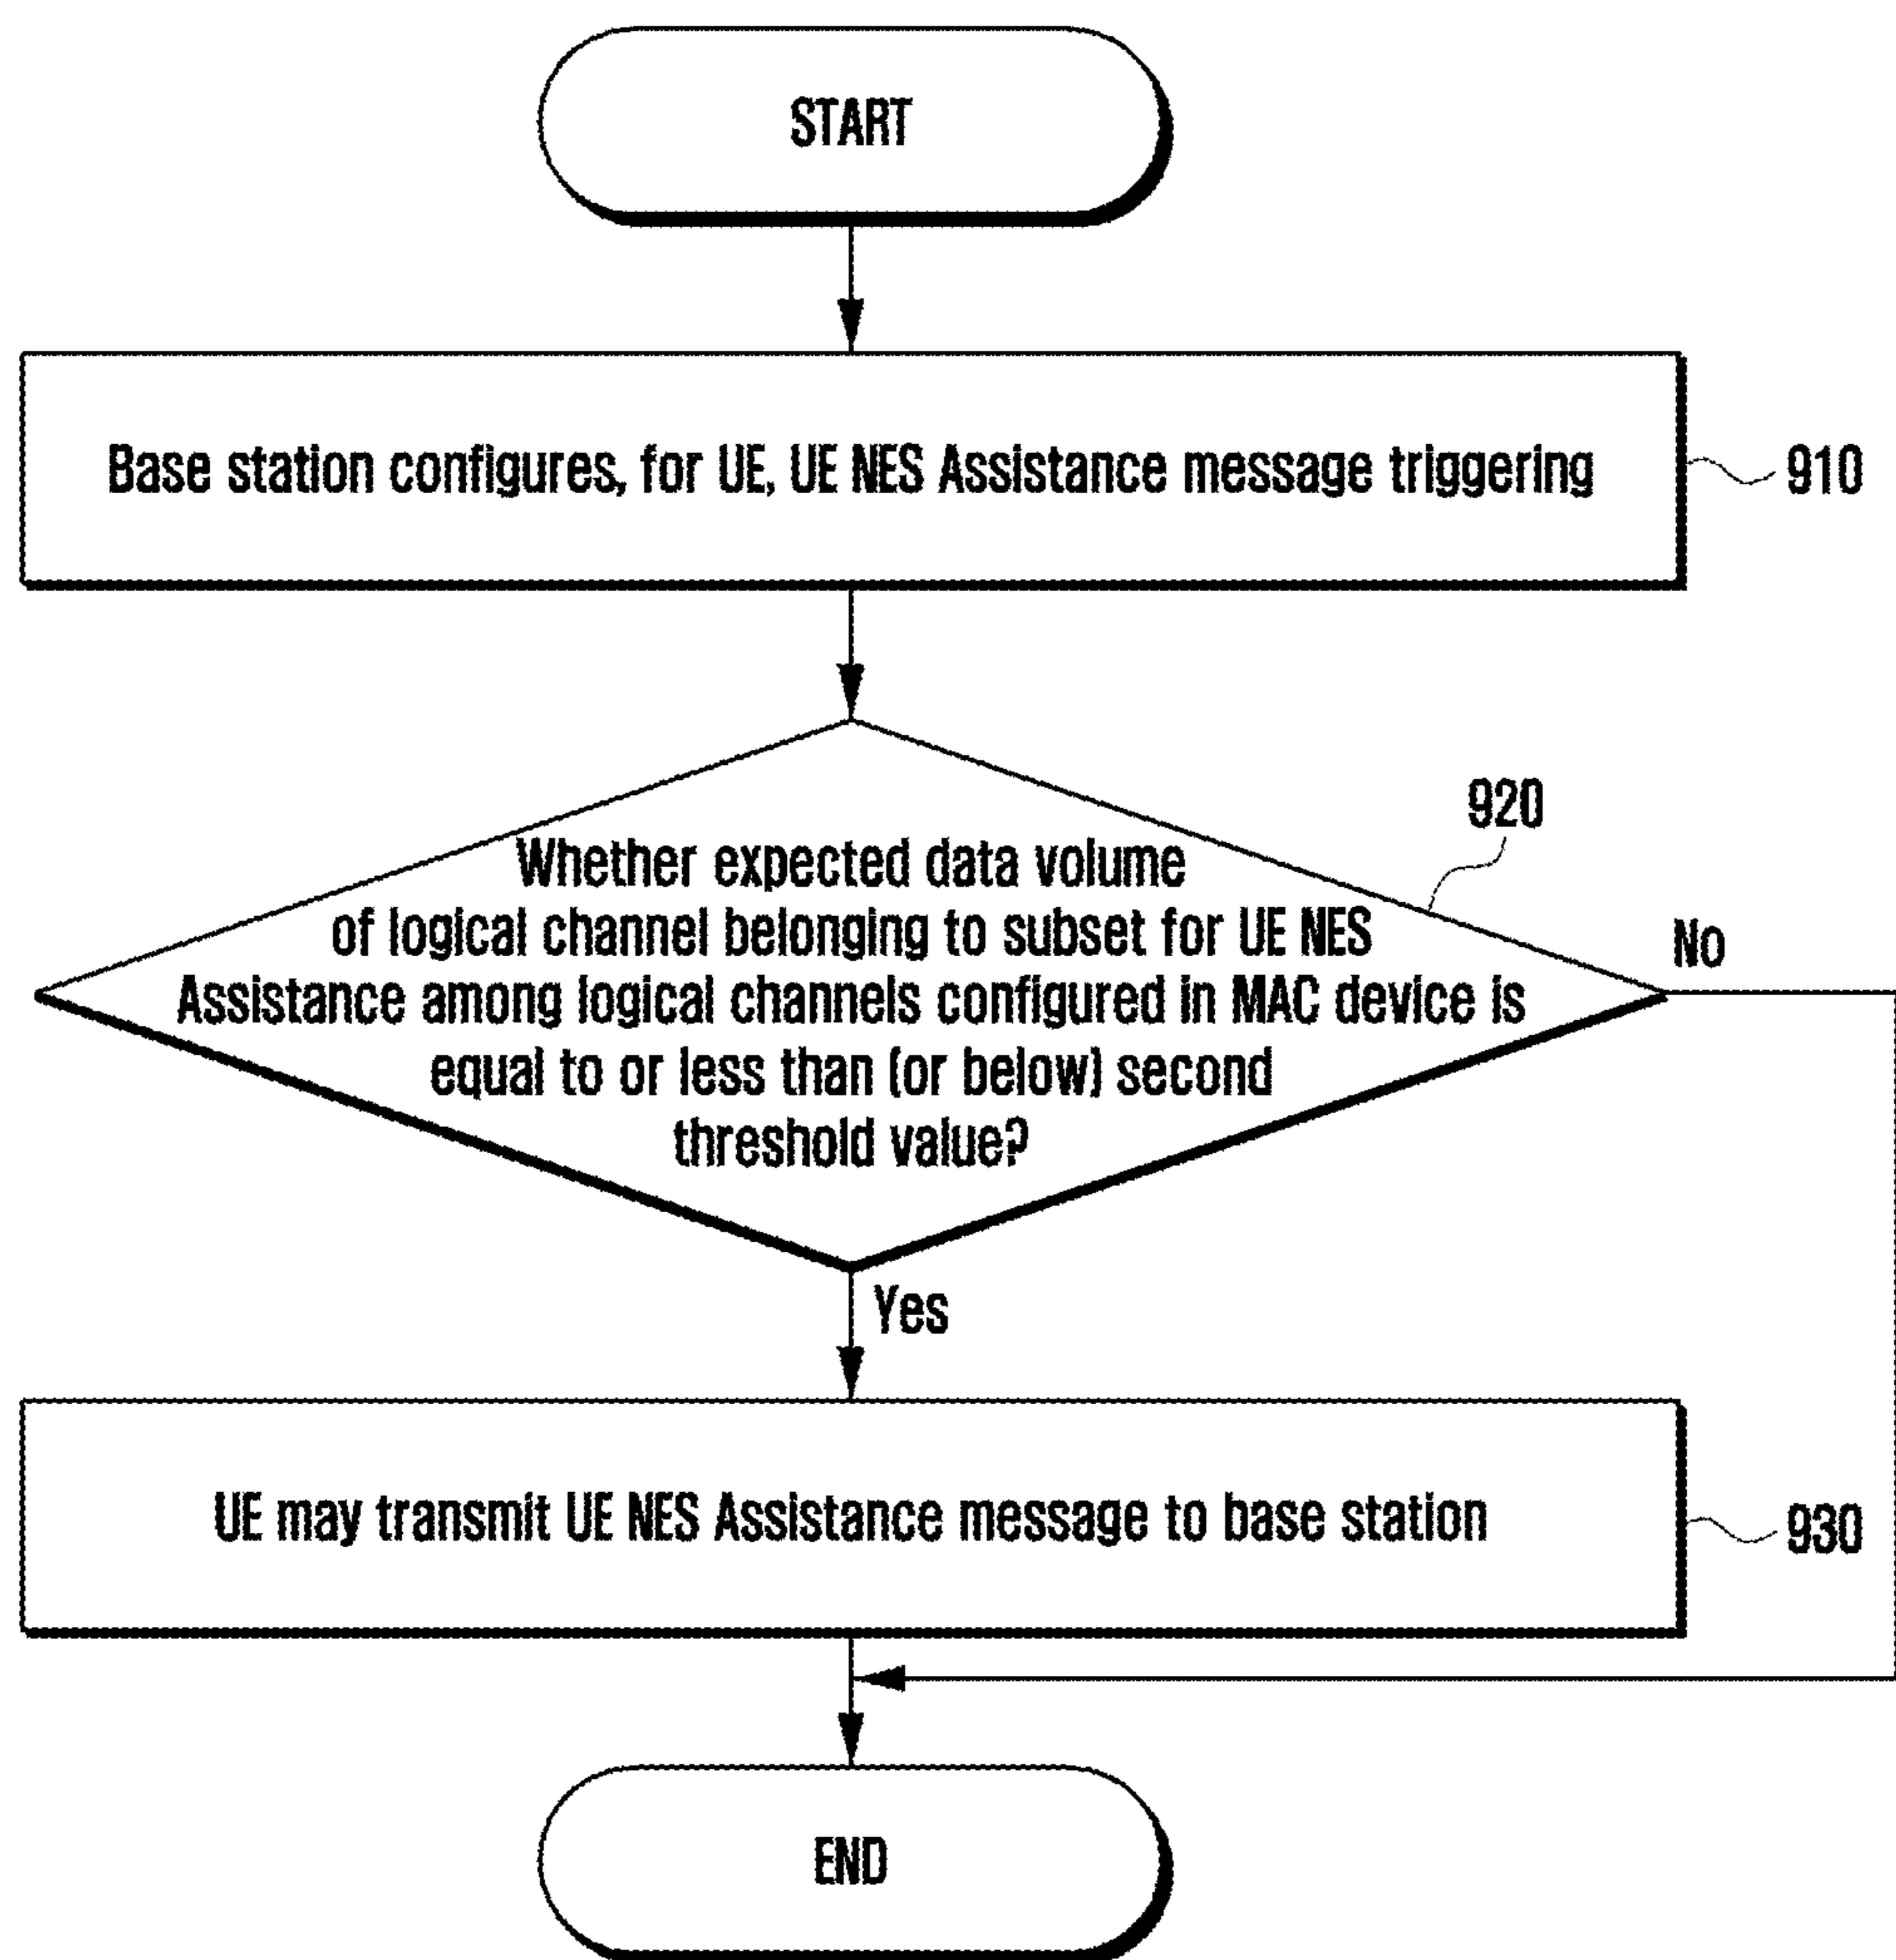 START
Base station configures, for UE, UE NES Assistance message triggering
910
920
Whether expected data volume
of logical channel belonging to subset for UE NES
Assistance among logical channels configured in MAC device is
equal to or less than (or below) second
threshold value?
No
Yes
UE may transmit UE NES Assistance message to base station
930
END